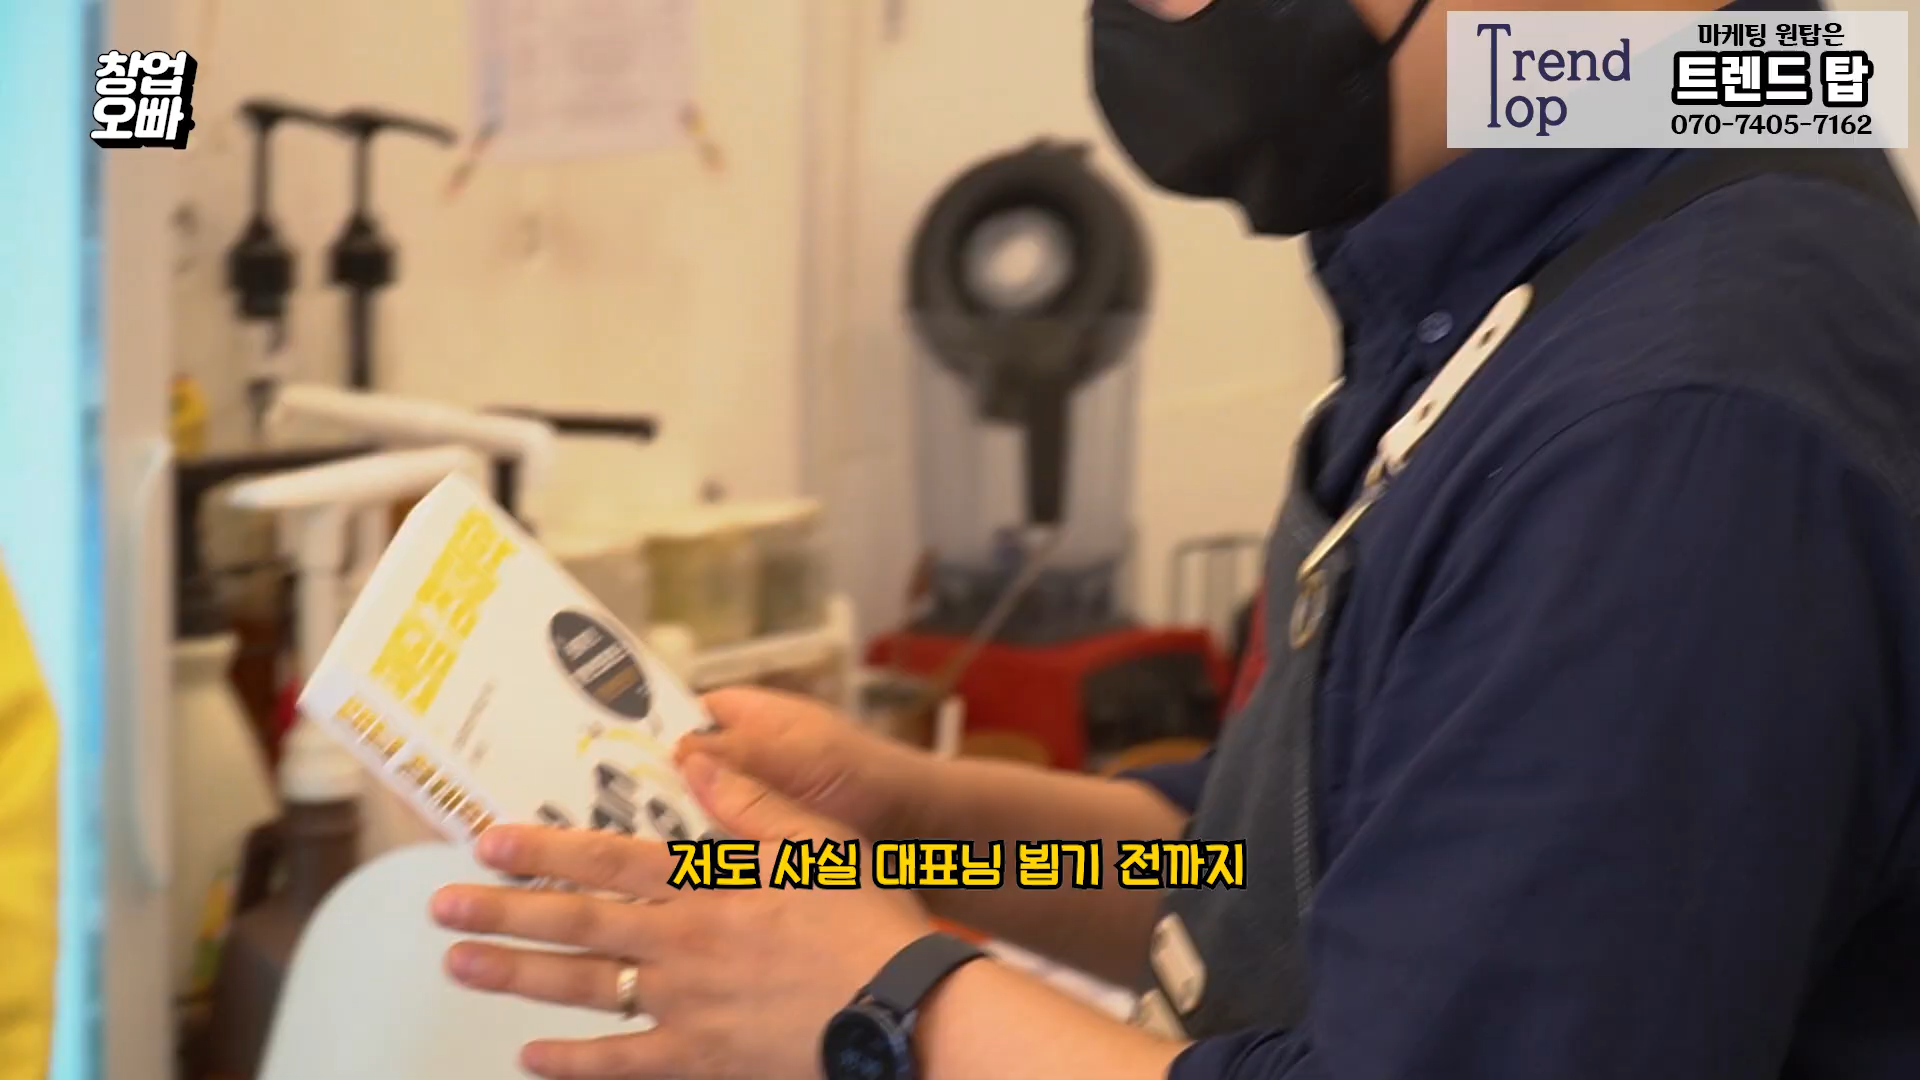 창업
오빠
Trend
Top
마케팅 원탑은
트렌드 탑
070-7405-7162
저도 사실 대표님 뵙기 전까지